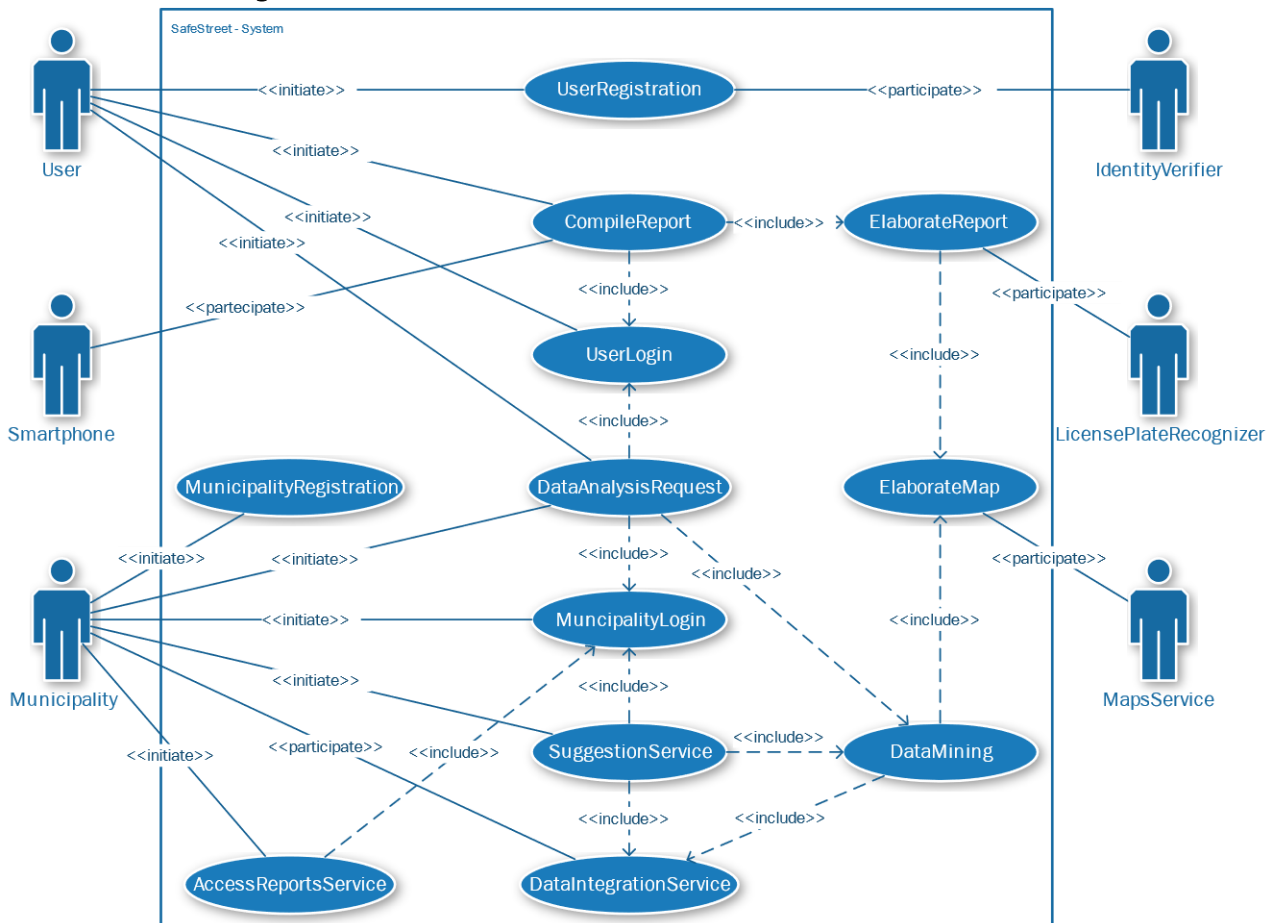 SafeStreet - System
<<initiate>>
UserRegistration
<<participate>>
User
IdentityVerifier
<<initiate>>
<<initiate>>
CompileReport
<<include>>
ElaborateReport
<<initiate>>
<<include>>
<<participate>>
<<partecipate>>
UserLogin
<<include>>
Smartphone
LicensePlateRecognizer
<<include>>
MunicipalityRegistration
DataAnalysisRequest
ElaborateMap
<<initiate>>
<<initiate>>
<<include>>
<<include>>
<<participate>>
<<initiate>>
MuncipalityLogin
<<include>>
Municipality
MapsService
<<initiate>>
<<include>>
<<participate>>
<<initiate>>
<<include>>
SuggestionService
<<include>>
DataMining
<<include>>
<<include>>
AccessReportsService
DataIntegrationService